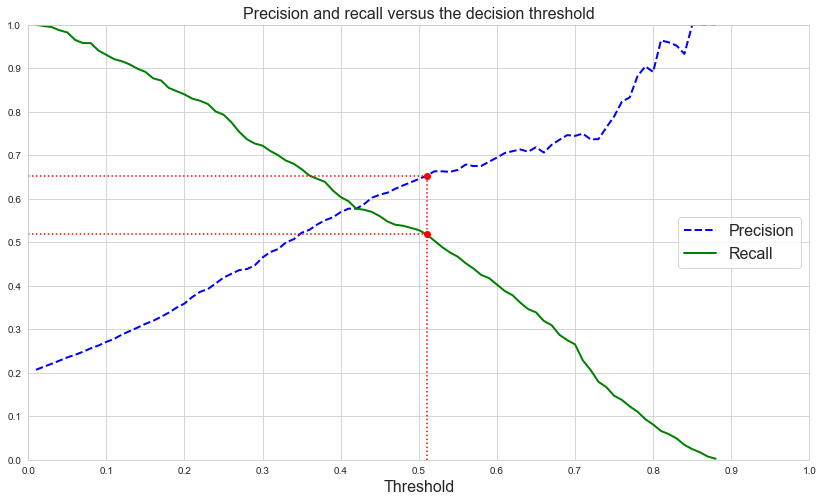 Precision and recall versus the decision threshold
1.0
0.9
0.8
0.7
0.6
0.5
0.4
0.3
0.2
0.1
0.0
Precision
Recall
0.0 0.1 0.2 0.3 0.4 0.5 0.6 0.7 0.8 0.9 1.0
Threshold